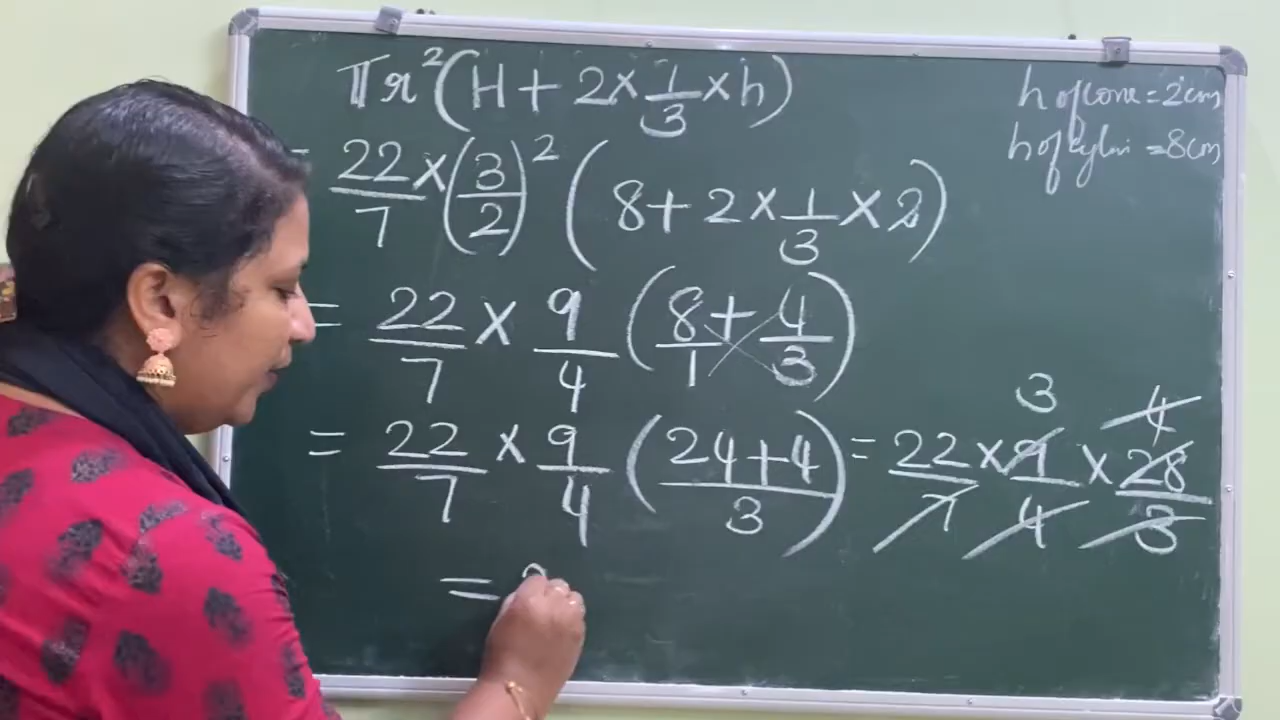 πr²(H + 2 × 1/3 × h)
h of cone = 2cm
h of cylin = 8cm
= 22/7 × (3/2)² (8 + 2 × 1/3 × 2)
= 22/7 × 9/4 (8/1 + 4/3)
= 22/7 × 9/4 (24+4/3) = 22/7 × 9/4 × 28/3
3 4
=